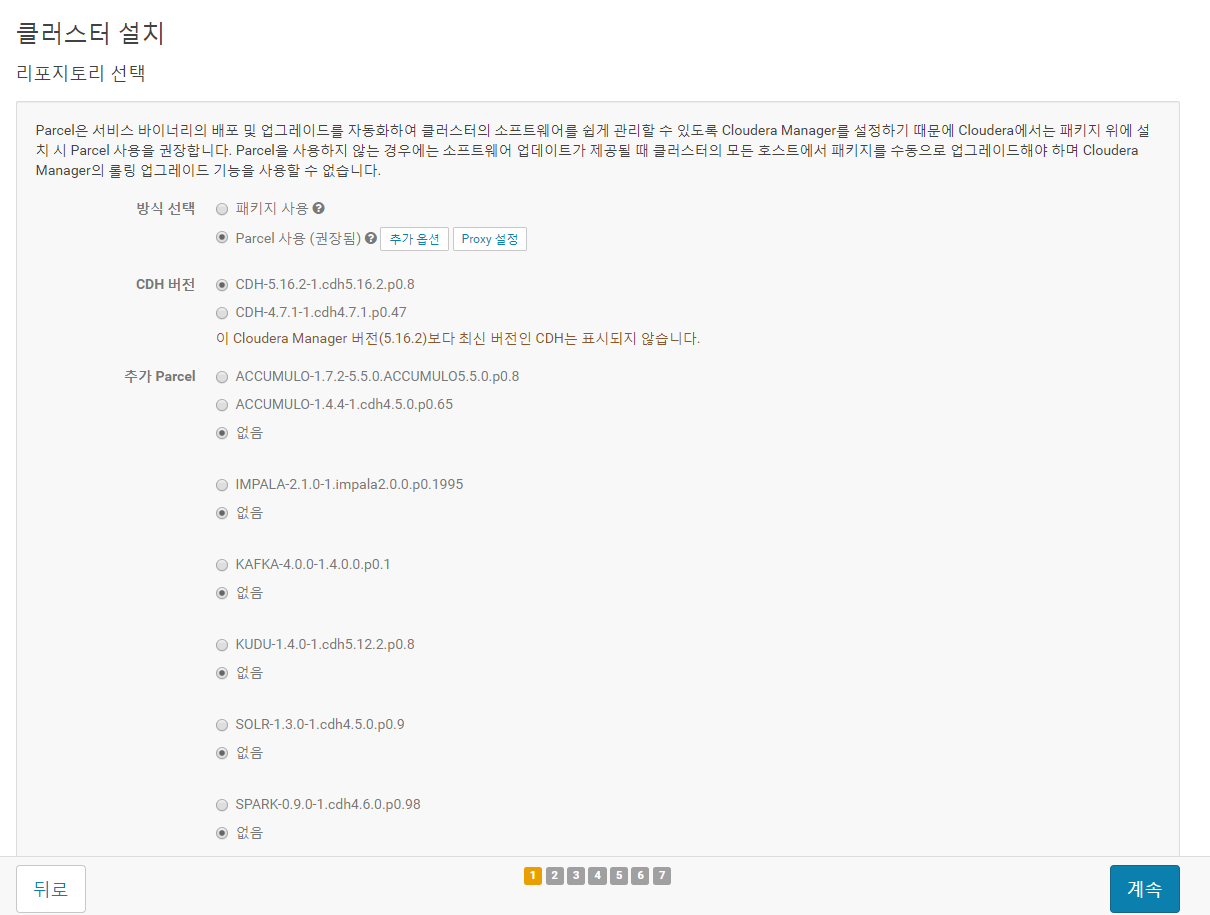 클러스터 설치
리포지토리 선택
Parcel은 서비스 바이너리의 배포 및 업그레이드를 자동화하여 클러스터의 소프트웨어를 쉽게 관리할 수 있도록 Cloudera Manager를 설정하기 때문에 Cloudera에서는 패키지 위에 설
치 시 Parcel 사용을 권장합니다. Parcel을 사용하지 않는 경우에는 소프트웨어 업데이트가 제공될 때 클러스터의 모든 호스트에서 패키지를 수동으로 업그레이드해야 하며 Cloudera
Manager의 롤링 업그레이드 기능을 사용할 수 없습니다.
방식 선택 패키지 사용 ?
Parcel 사용 (권장됨) ? 추가 옵션 Proxy 설정
CDH 버전 CDH-5.16.2-1.cdh5.16.2.p0.8
CDH-4.7.1-1.cdh4.7.1.p0.47
이 Cloudera Manager 버전(5.16.2)보다 최신 버전인 CDH는 표시되지 않습니다.
추가 Parcel ACCUMULO-1.7.2-5.5.0.ACCUMULO5.5.0.p0.8
ACCUMULO-1.4.4-1.cdh4.5.0.p0.65
없음
IMPALA-2.1.0-1.impala2.0.0.p0.1995
없음
KAFKA-4.0.0-1.4.0.0.p0.1
없음
KUDU-1.4.0-1.cdh5.12.2.p0.8
없음
SOLR-1.3.0-1.cdh4.5.0.p0.9
없음
SPARK-0.9.0-1.cdh4.6.0.p0.98
없음
뒤로 1 2 3 4 5 6 7 계속